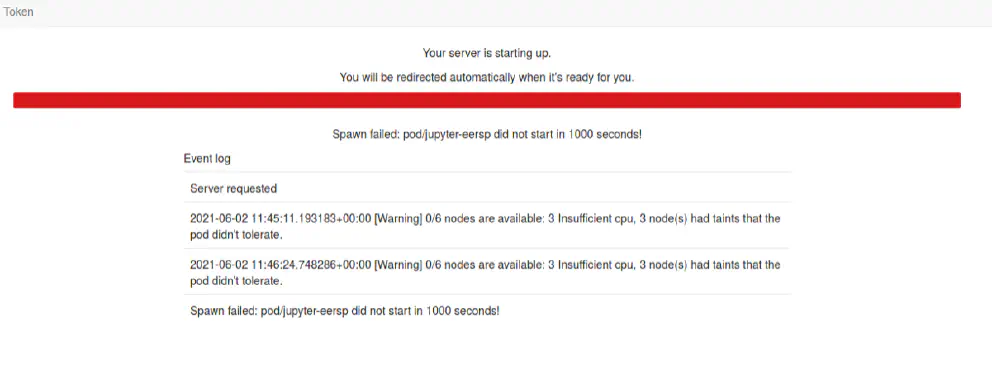 Token
Your server is starting up.
You will be redirected automatically when it's ready for you.
Spawn failed: pod/jupyter-eersp did not start in 1000 seconds!
Event log
Server requested
2021-06-02 11:45:11.193183+00:00 [Warning] 0/6 nodes are available: 3 Insufficient cpu, 3 node(s) had taints that the
pod didn't tolerate.
2021-06-02 11:46:24.748286+00:00 [Warning] 0/6 nodes are available: 3 Insufficient cpu, 3 node(s) had taints that the
pod didn't tolerate.
Spawn failed: pod/jupyter-eersp did not start in 1000 seconds!